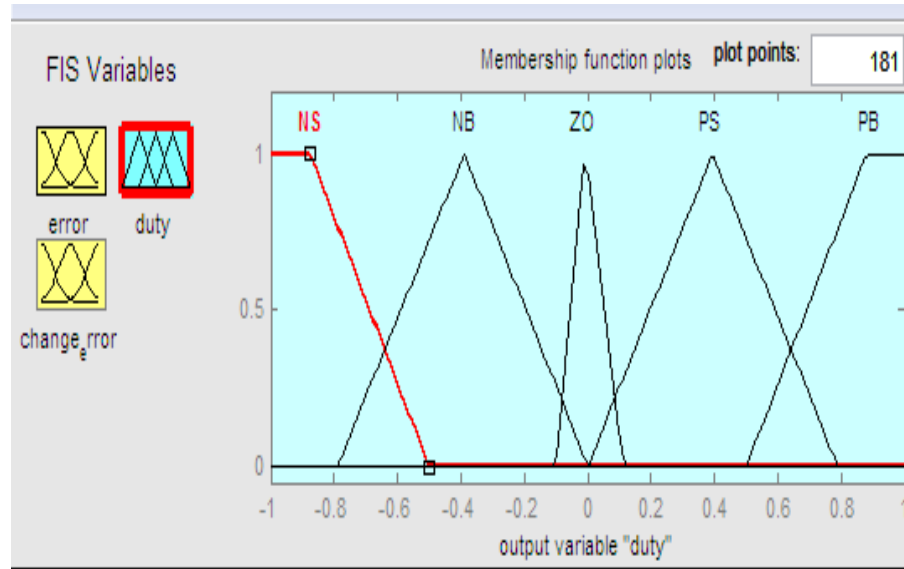 FIS Variables
Membership function plots plot points: 181
NS NB ZO PS PB
1
0.5
0
error duty
change_error
-1 -0.8 -0.6 -0.4 -0.2 0 0.2 0.4 0.6 0.8 1
output variable "duty"